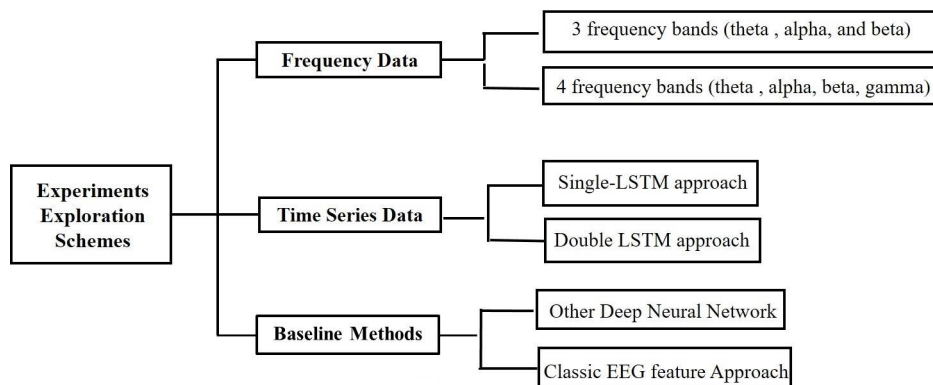 Experiments
Exploration
Schemes
Frequency Data
3 frequency bands (theta , alpha, and beta)
4 frequency bands (theta , alpha, beta, gamma)
Time Series Data
Single-LSTM approach
Double LSTM approach
Baseline Methods
Other Deep Neural Network
Classic EEG feature Approach